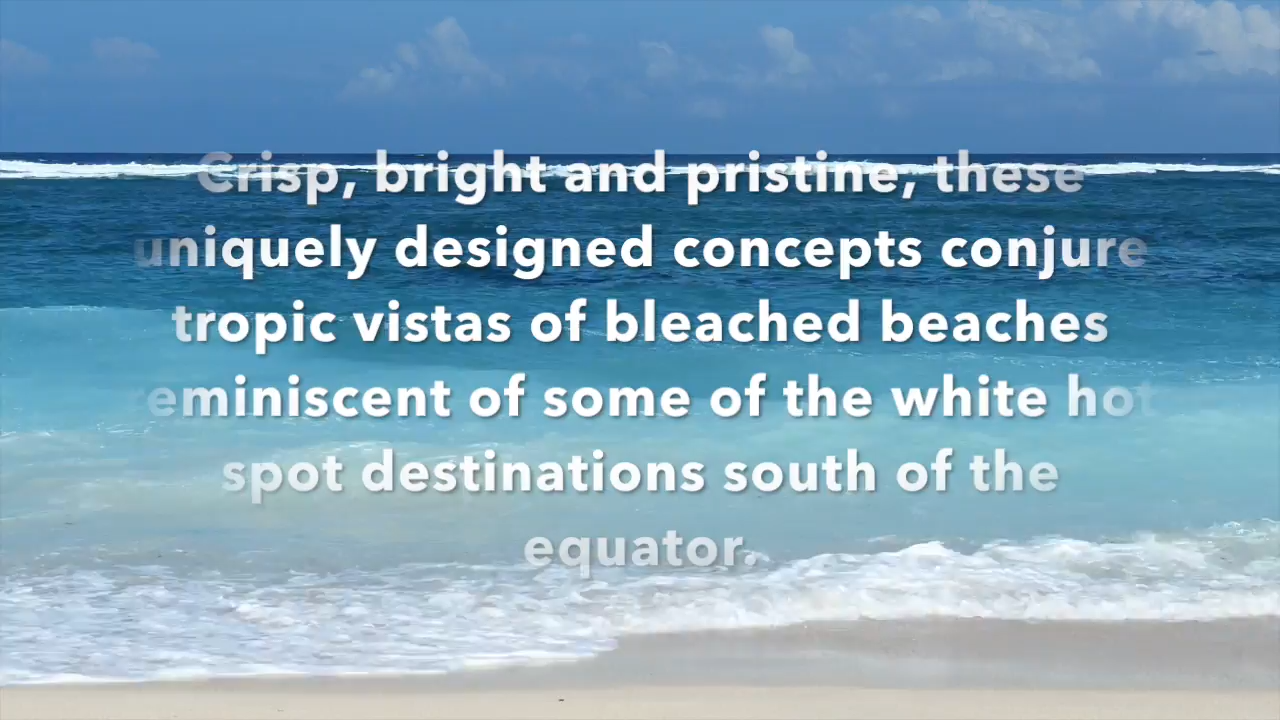 Crisp, bright and pristine, these
uniquely designed concepts conjure
tropic vistas of bleached beaches
reminiscent of some of the white hot
spot destinations south of the
equator.